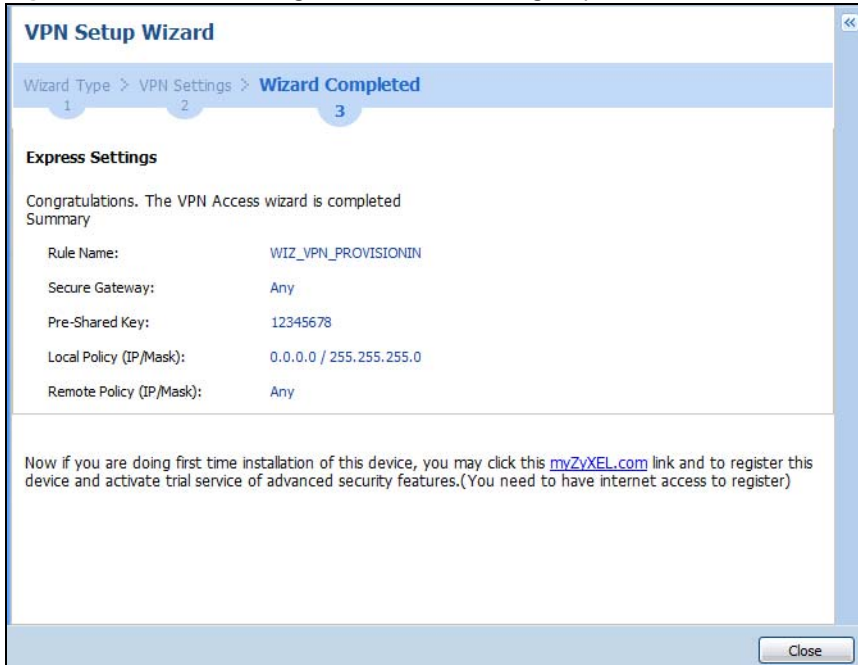 VPN Setup Wizard
Wizard Type > VPN Settings > Wizard Completed
1 2 3
Express Settings
Congratulations. The VPN Access wizard is completed
Summary
Rule Name: WIZ_VPN_PROVISIONIN
Secure Gateway: Any
Pre-Shared Key: 12345678
Local Policy (IP/Mask): 0.0.0.0 / 255.255.255.0
Remote Policy (IP/Mask): Any
Now if you are doing first time installation of this device, you may click this myZyXEL.com link and to register this
device and activate trial service of advanced security features.(You need to have internet access to register)
Close